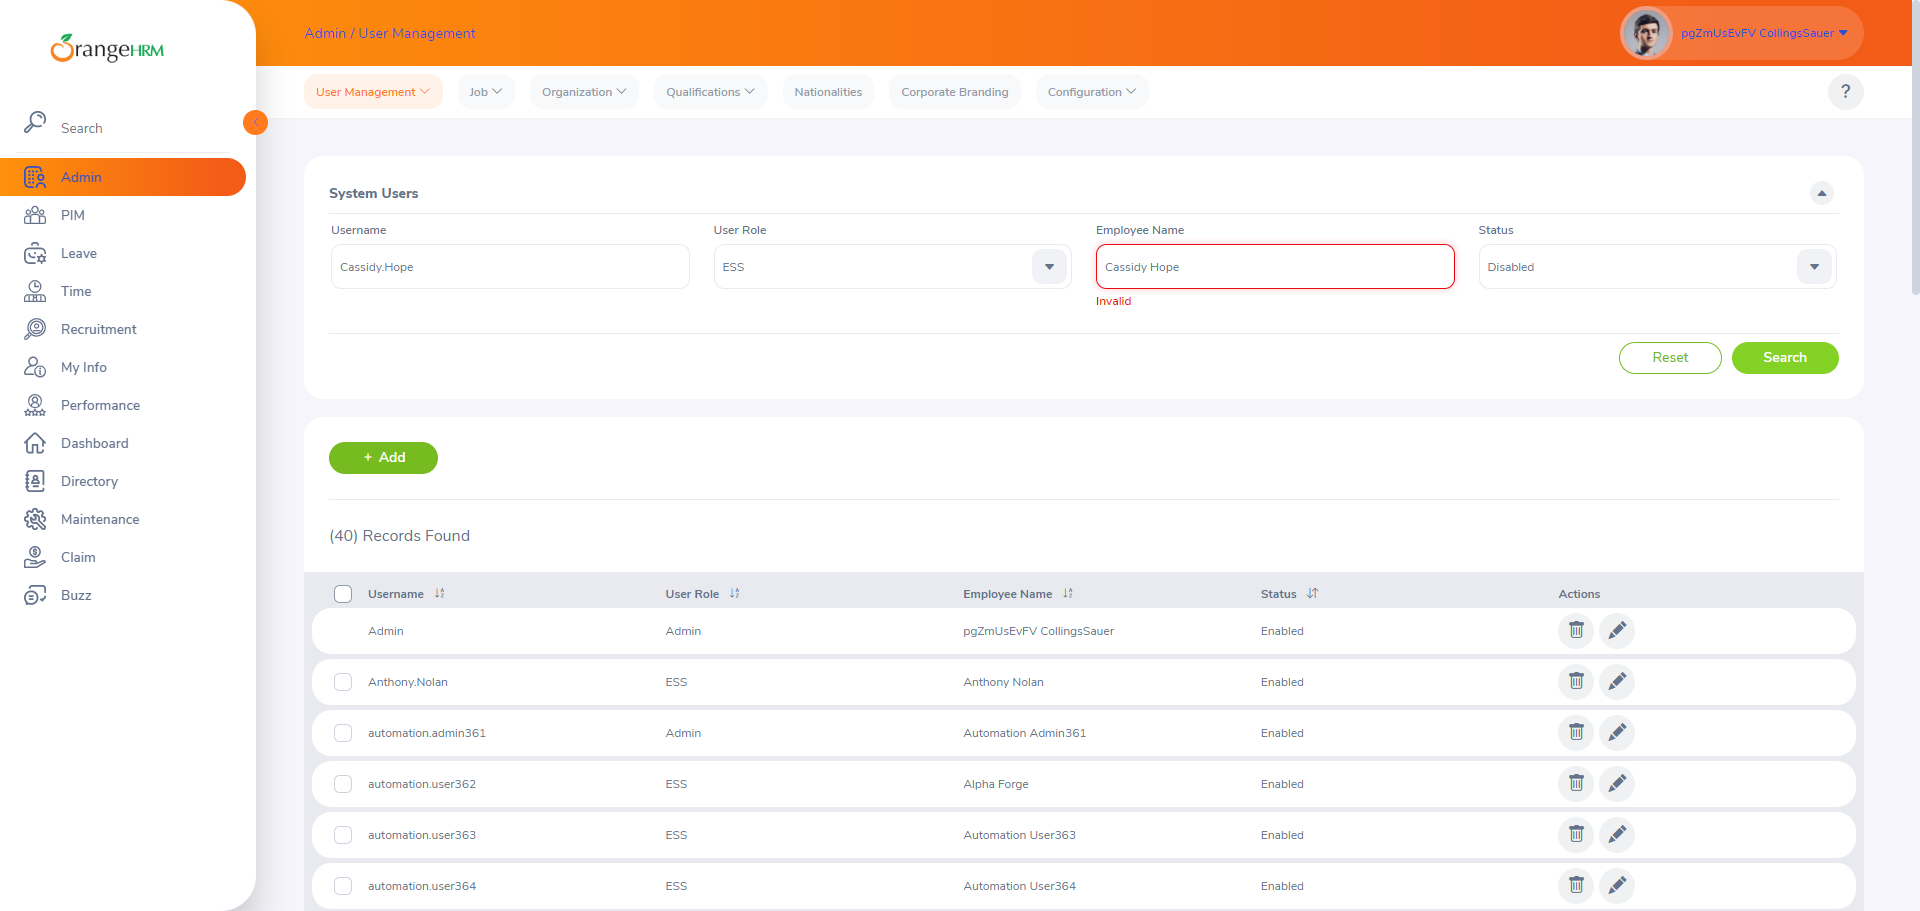 Admin / User Management
pgZmUsEvFV CollingsSauer
OrangeHRM
User Management
Job
Organization
Qualifications
Nationalities
Corporate Branding
Configuration
?
Search
Admin
PIM
Leave
Time
Recruitment
My Info
Performance
Dashboard
Directory
Maintenance
Claim
Buzz
System Users
Username
User Role
Employee Name
Status
Cassidy.Hope
ESS
Cassidy Hope
Disabled
Invalid
Reset
Search
+ Add
(40) Records Found
Username User Role Employee Name Status Actions
Admin Admin pgZmUsEvFV CollingsSauer Enabled
Anthony.Nolan ESS Anthony Nolan Enabled
automation.admin361 Admin Automation Admin361 Enabled
automation.user362 ESS Alpha Forge Enabled
automation.user363 ESS Automation User363 Enabled
automation.user364 ESS Automation User364 Enabled